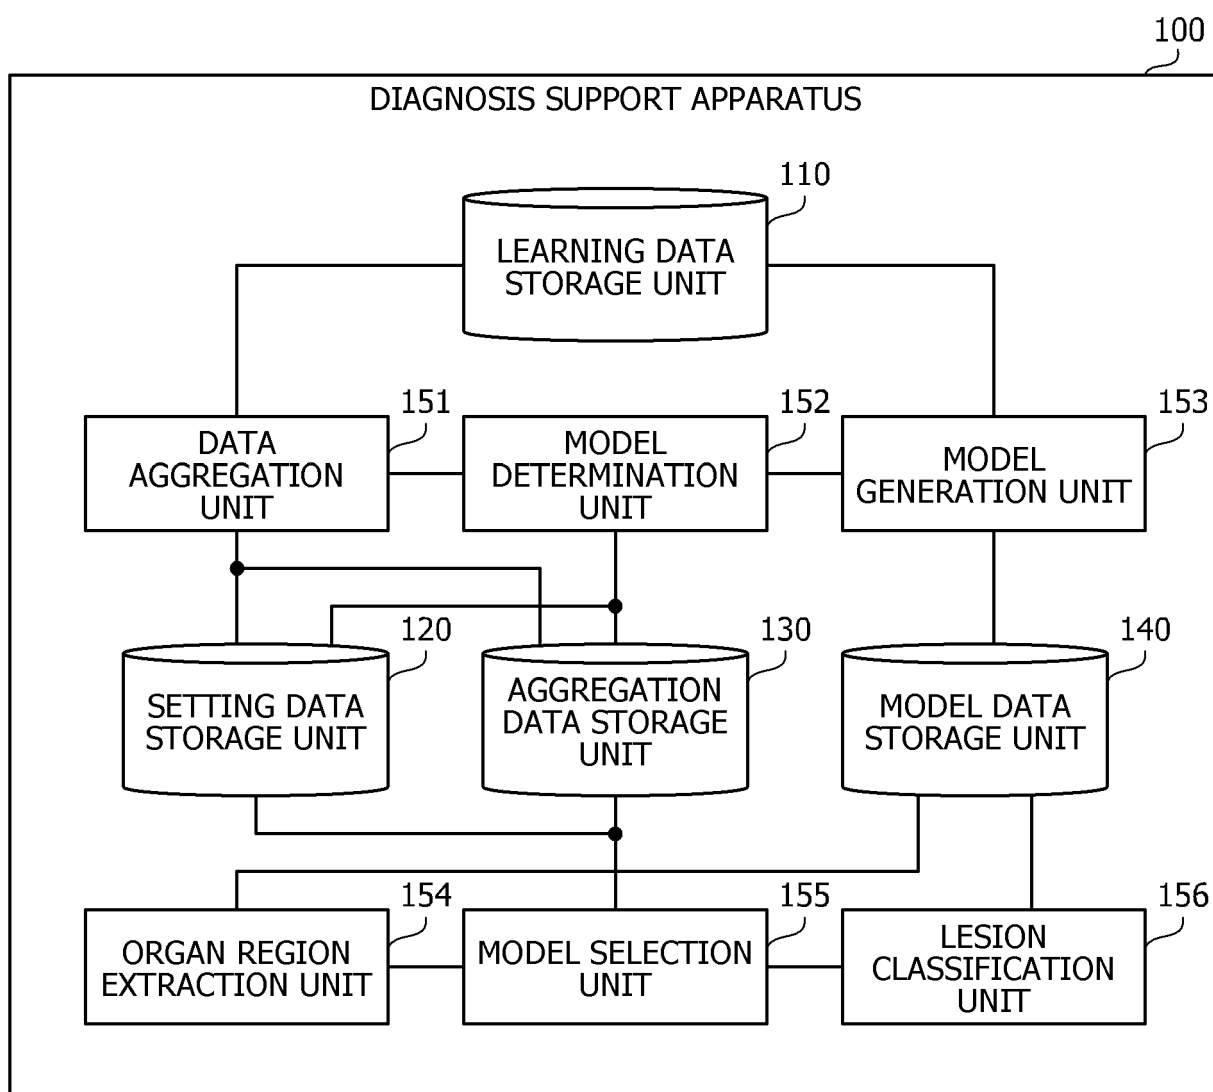 100
DIAGNOSIS SUPPORT APPARATUS
110
LEARNING DATA
STORAGE UNIT
151
DATA
AGGREGATION
UNIT
152
MODEL
DETERMINATION
UNIT
153
MODEL
GENERATION UNIT
120
SETTING DATA
STORAGE UNIT
130
AGGREGATION
DATA STORAGE
UNIT
140
MODEL DATA
STORAGE UNIT
154
ORGAN REGION
EXTRACTION UNIT
155
MODEL SELECTION
UNIT
156
LESION
CLASSIFICATION
UNIT